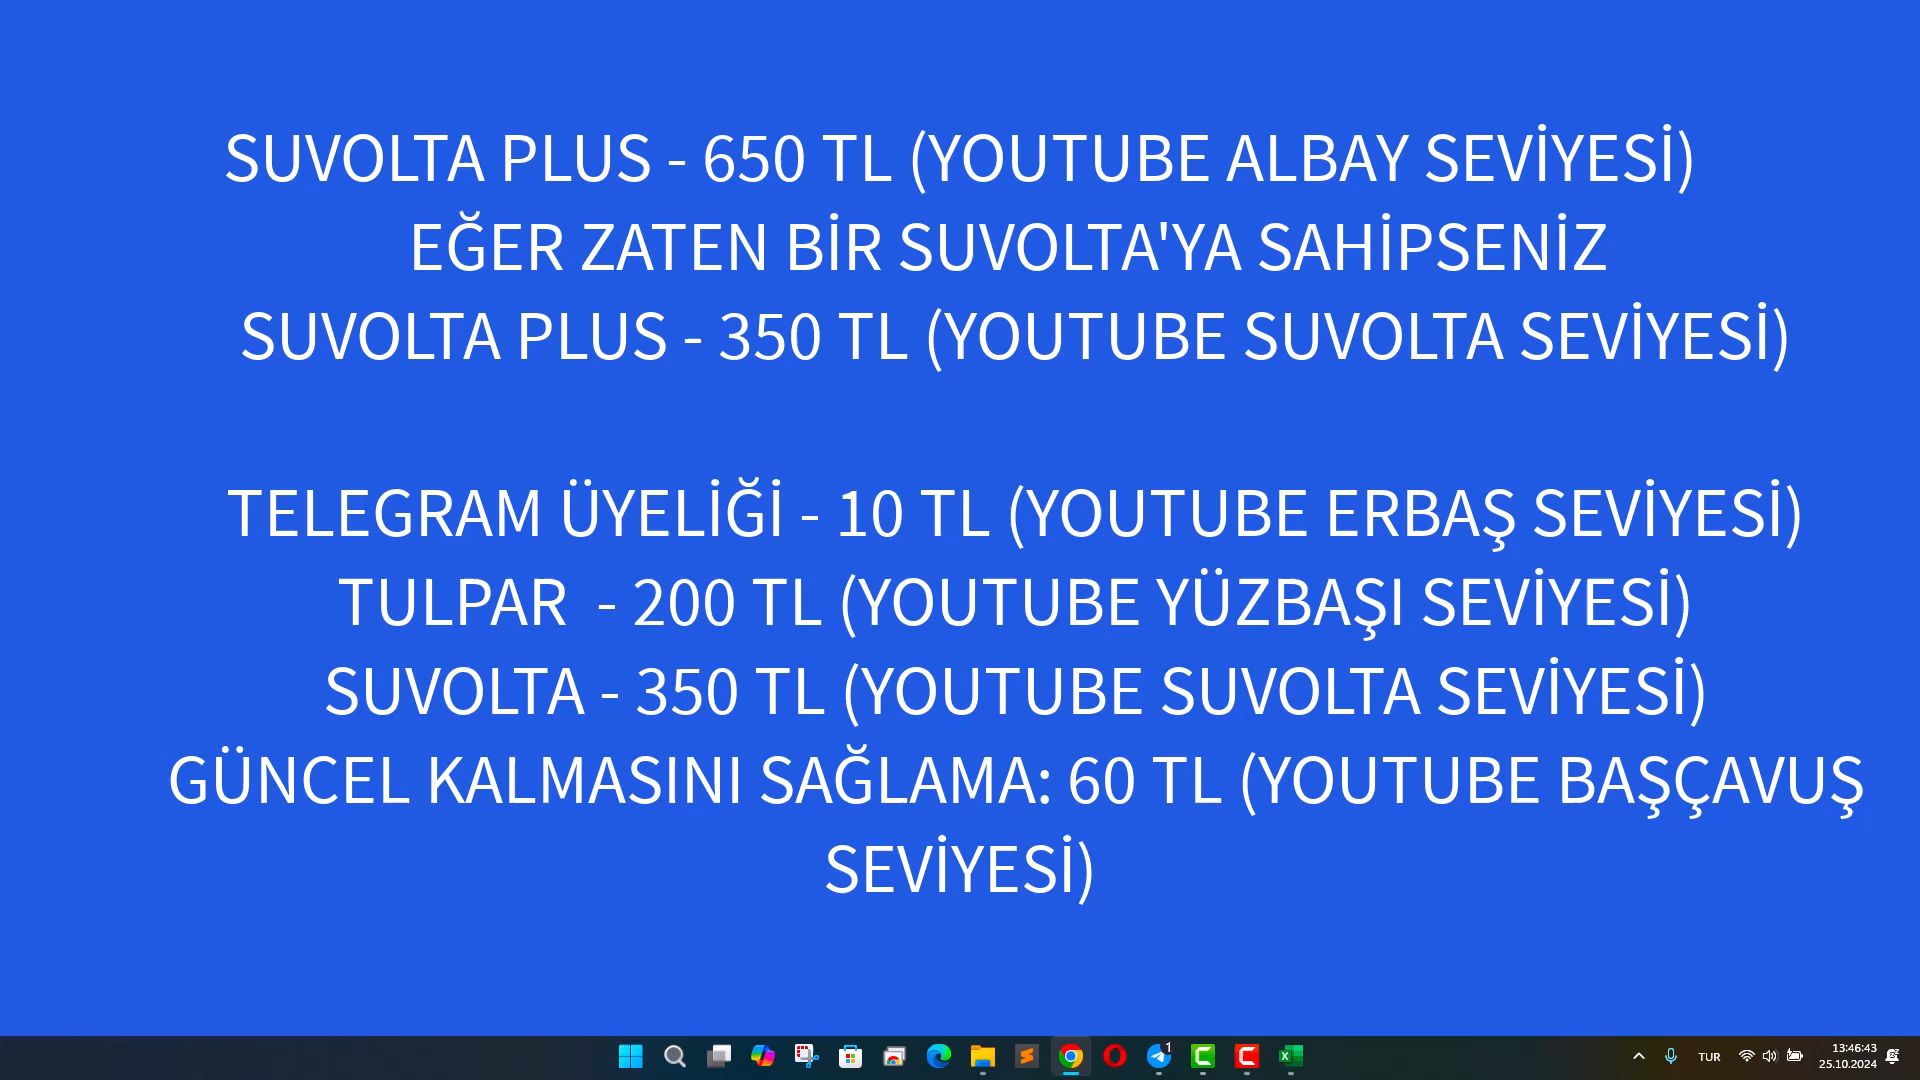 SUVOLTA PLUS - 650 TL (YOUTUBE ALBAY SEVİYESİ)
EĞER ZATEN BİR SUVOLTA'YA SAHİPSENİZ
SUVOLTA PLUS - 350 TL (YOUTUBE SUVOLTA SEVİYESİ)
TELEGRAM ÜYELİĞİ - 10 TL (YOUTUBE ERBAŞ SEVİYESİ)
TULPAR  - 200 TL (YOUTUBE YÜZBAŞI SEVİYESİ)
SUVOLTA - 350 TL (YOUTUBE SUVOLTA SEVİYESİ)
GÜNCEL KALMASINI SAĞLAMA: 60 TL (YOUTUBE BAŞÇAVUŞ
SEVİYESİ)
1
TUR
13:46:43
25.10.2024